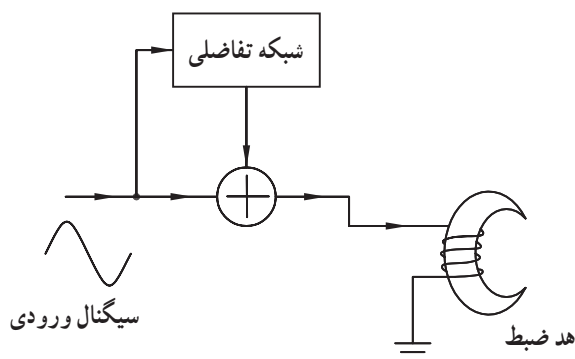 شبکه تفاضلی
سیگنال ورودی
هد ضبط